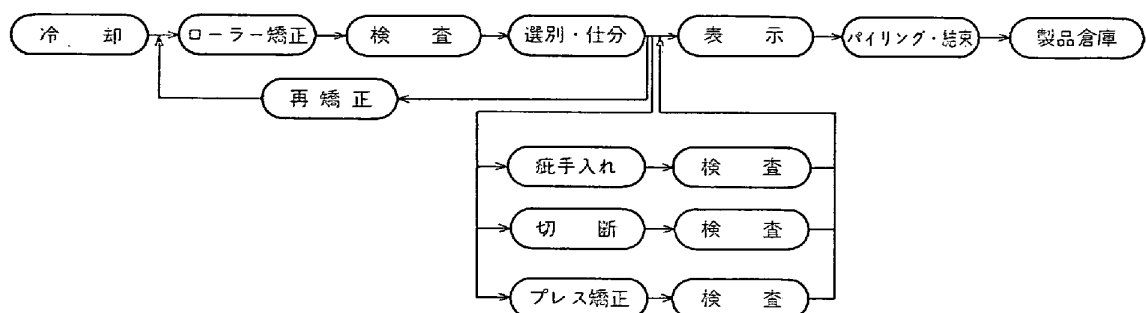 冷却
ローラー矯正
検査
選別・仕分
表示
パイリング・結束
製品倉庫
再矯正
疵手入れ
検査
切断
検査
プレス矯正
検査